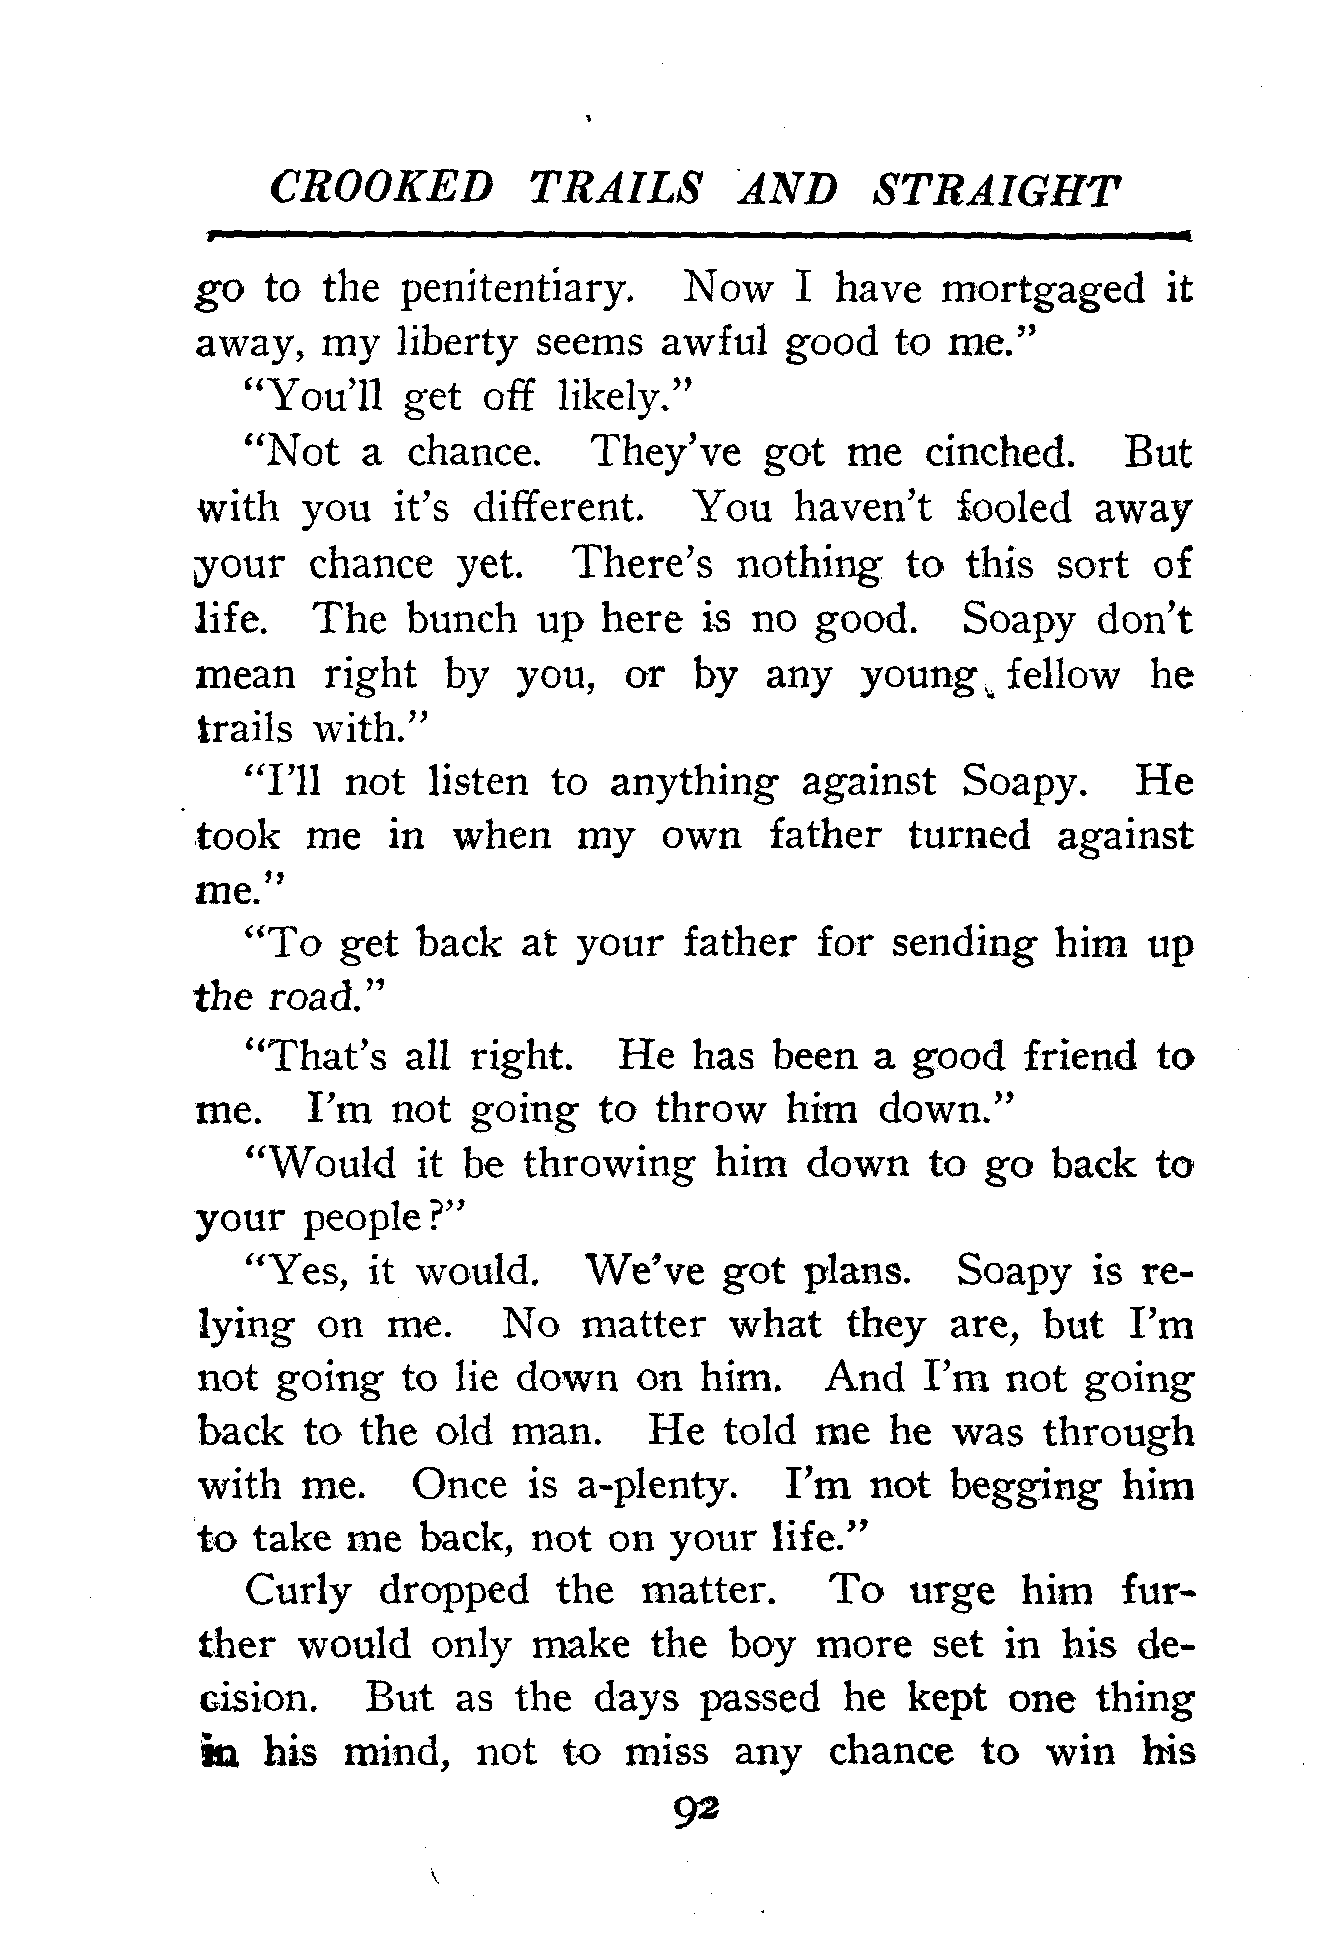 CROOKED TRAILS AND STRAIGHT
go to the penitentiary. Now I have mortgaged it
away, my liberty seems awful good to me."
"You'll get off likely."
"Not a chance. They've got me cinched. But
with you it's different. You haven't fooled away
your chance yet. There's nothing to this sort of
life. The bunch up here is no good. Soapy don't
mean right by you, or by any young fellow he
trails with."
"I'll not listen to anything against Soapy. He
took me in when my own father turned against
me."
"To get back at your father for sending him up
the road."
"That's all right. He has been a good friend to
me. I'm not going to throw him down."
"Would it be throwing him down to go back to
your people?"
"Yes, it would. We've got plans. Soapy is re-
lying on me. No matter what they are, but I'm
not going to lie down on him. And I'm not going
back to the old man. He told me he was through
with me. Once is a-plenty. I'm not begging him
to take me back, not on your life."
Curly dropped the matter. To urge him fur-
ther would only make the boy more set in his de-
cision. But as the days passed he kept one thing
in his mind, not to miss any chance to win his
92